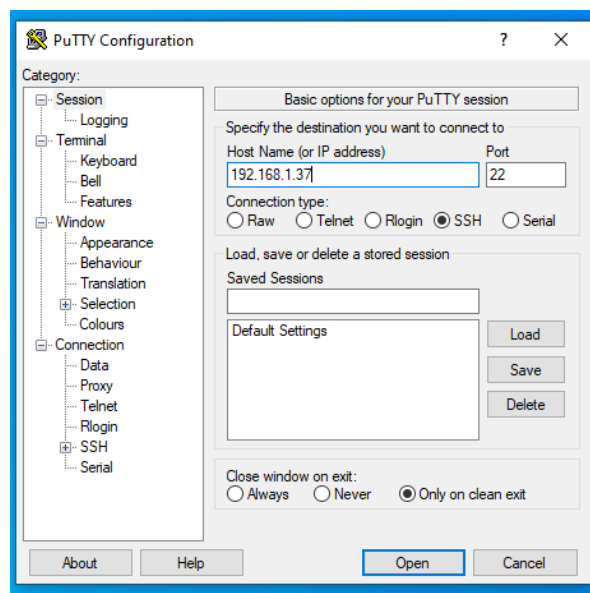 PuTTY Configuration
?
Category:
Session
Logging
Terminal
Keyboard
Bell
Features
Window
Appearance
Behaviour
Translation
Selection
Colours
Connection
Data
Proxy
Telnet
Rlogin
SSH
Serial
Basic options for your PuTTY session
Specify the destination you want to connect to
Host Name (or IP address) Port
192.168.1.37 22
Connection type:
Raw Telnet Rlogin SSH Serial
Load, save or delete a stored session
Saved Sessions
Default Settings
Load
Save
Delete
Close window on exit:
Always Never Only on clean exit
About Help Open Cancel